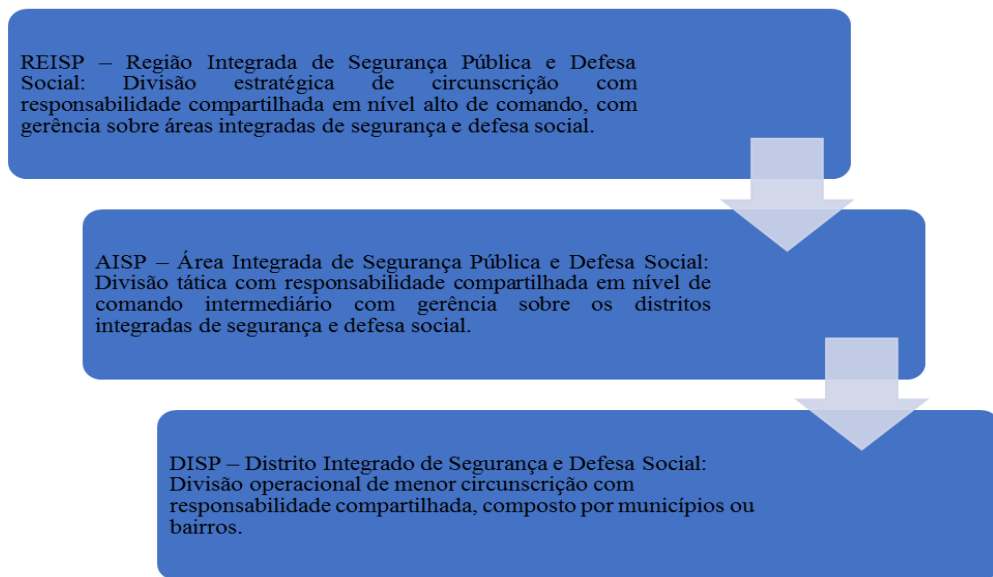 REISP – Região Integrada de Segurança Pública e Defesa
Social: Divisão estratégica de circunscrição com
responsabilidade compartilhada em nível alto de comando, com
gerência sobre áreas integradas de segurança e defesa social.
AISP – Área Integrada de Segurança Pública e Defesa Social:
Divisão tática com responsabilidade compartilhada em nível de
comando intermediário com gerência sobre os distritos
integradas de segurança e defesa social.
DISP – Distrito Integrado de Segurança e Defesa Social:
Divisão operacional de menor circunscrição com
responsabilidade compartilhada, composto por municípios ou
bairros.